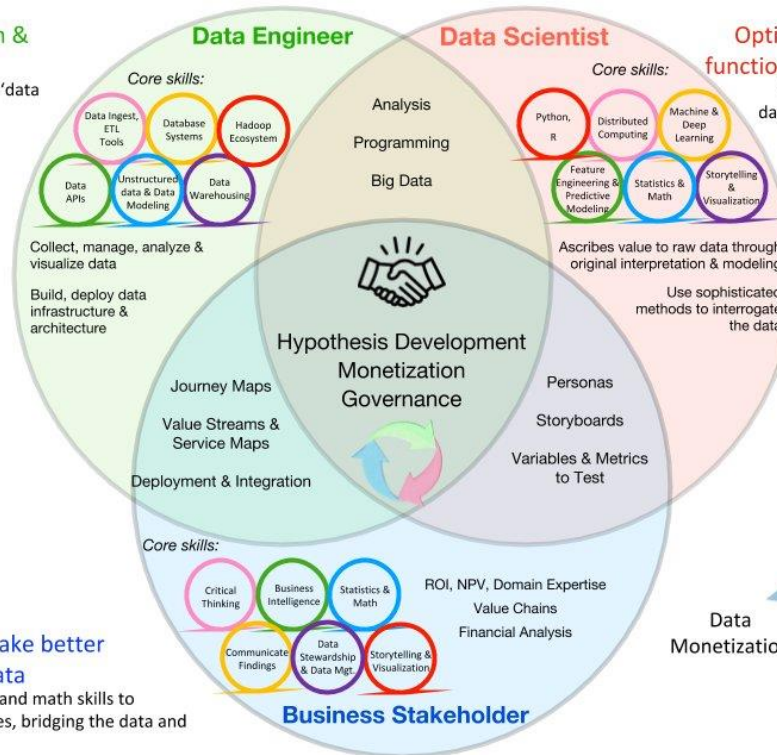 n &
Data Engineer
Data Scientist
Opti
functio
'data
da
Core skills:
Data Ingest,
ETL
Tools
Database
Systems
Hadoop
Ecosystem
Data
APIs
Unstructured
data & Data
Modeling
Data
Warehousing
Collect, manage, analyze &
visualize data
Build, deploy data
infrastructure &
architecture
Analysis
Programming
Big Data
Core skills:
Python,
R
Distributed
Computing
Machine &
Deep
Learning
Feature
Engineering &
Predictive
Modeling
Statistics &
Math
Storytelling
&
Visualization
Ascribes value to raw data through
original interpretation & modeling
Use sophisticated
methods to interrogate
the data
Hypothesis Development
Monetization
Governance
Journey Maps
Value Streams &
Service Maps
Deployment & Integration
Personas
Storyboards
Variables & Metrics
to Test
Core skills:
Critical
Thinking
Business
Intelligence
Statistics &
Math
Communicate
Findings
Data
Stewardship
& Data Mgt.
Storytelling &
Visualization
ROI, NPV, Domain Expertise
Value Chains
Financial Analysis
Business Stakeholder
Data
Monetizatio
ake better
ata
and math skills to
es, bridging the data and